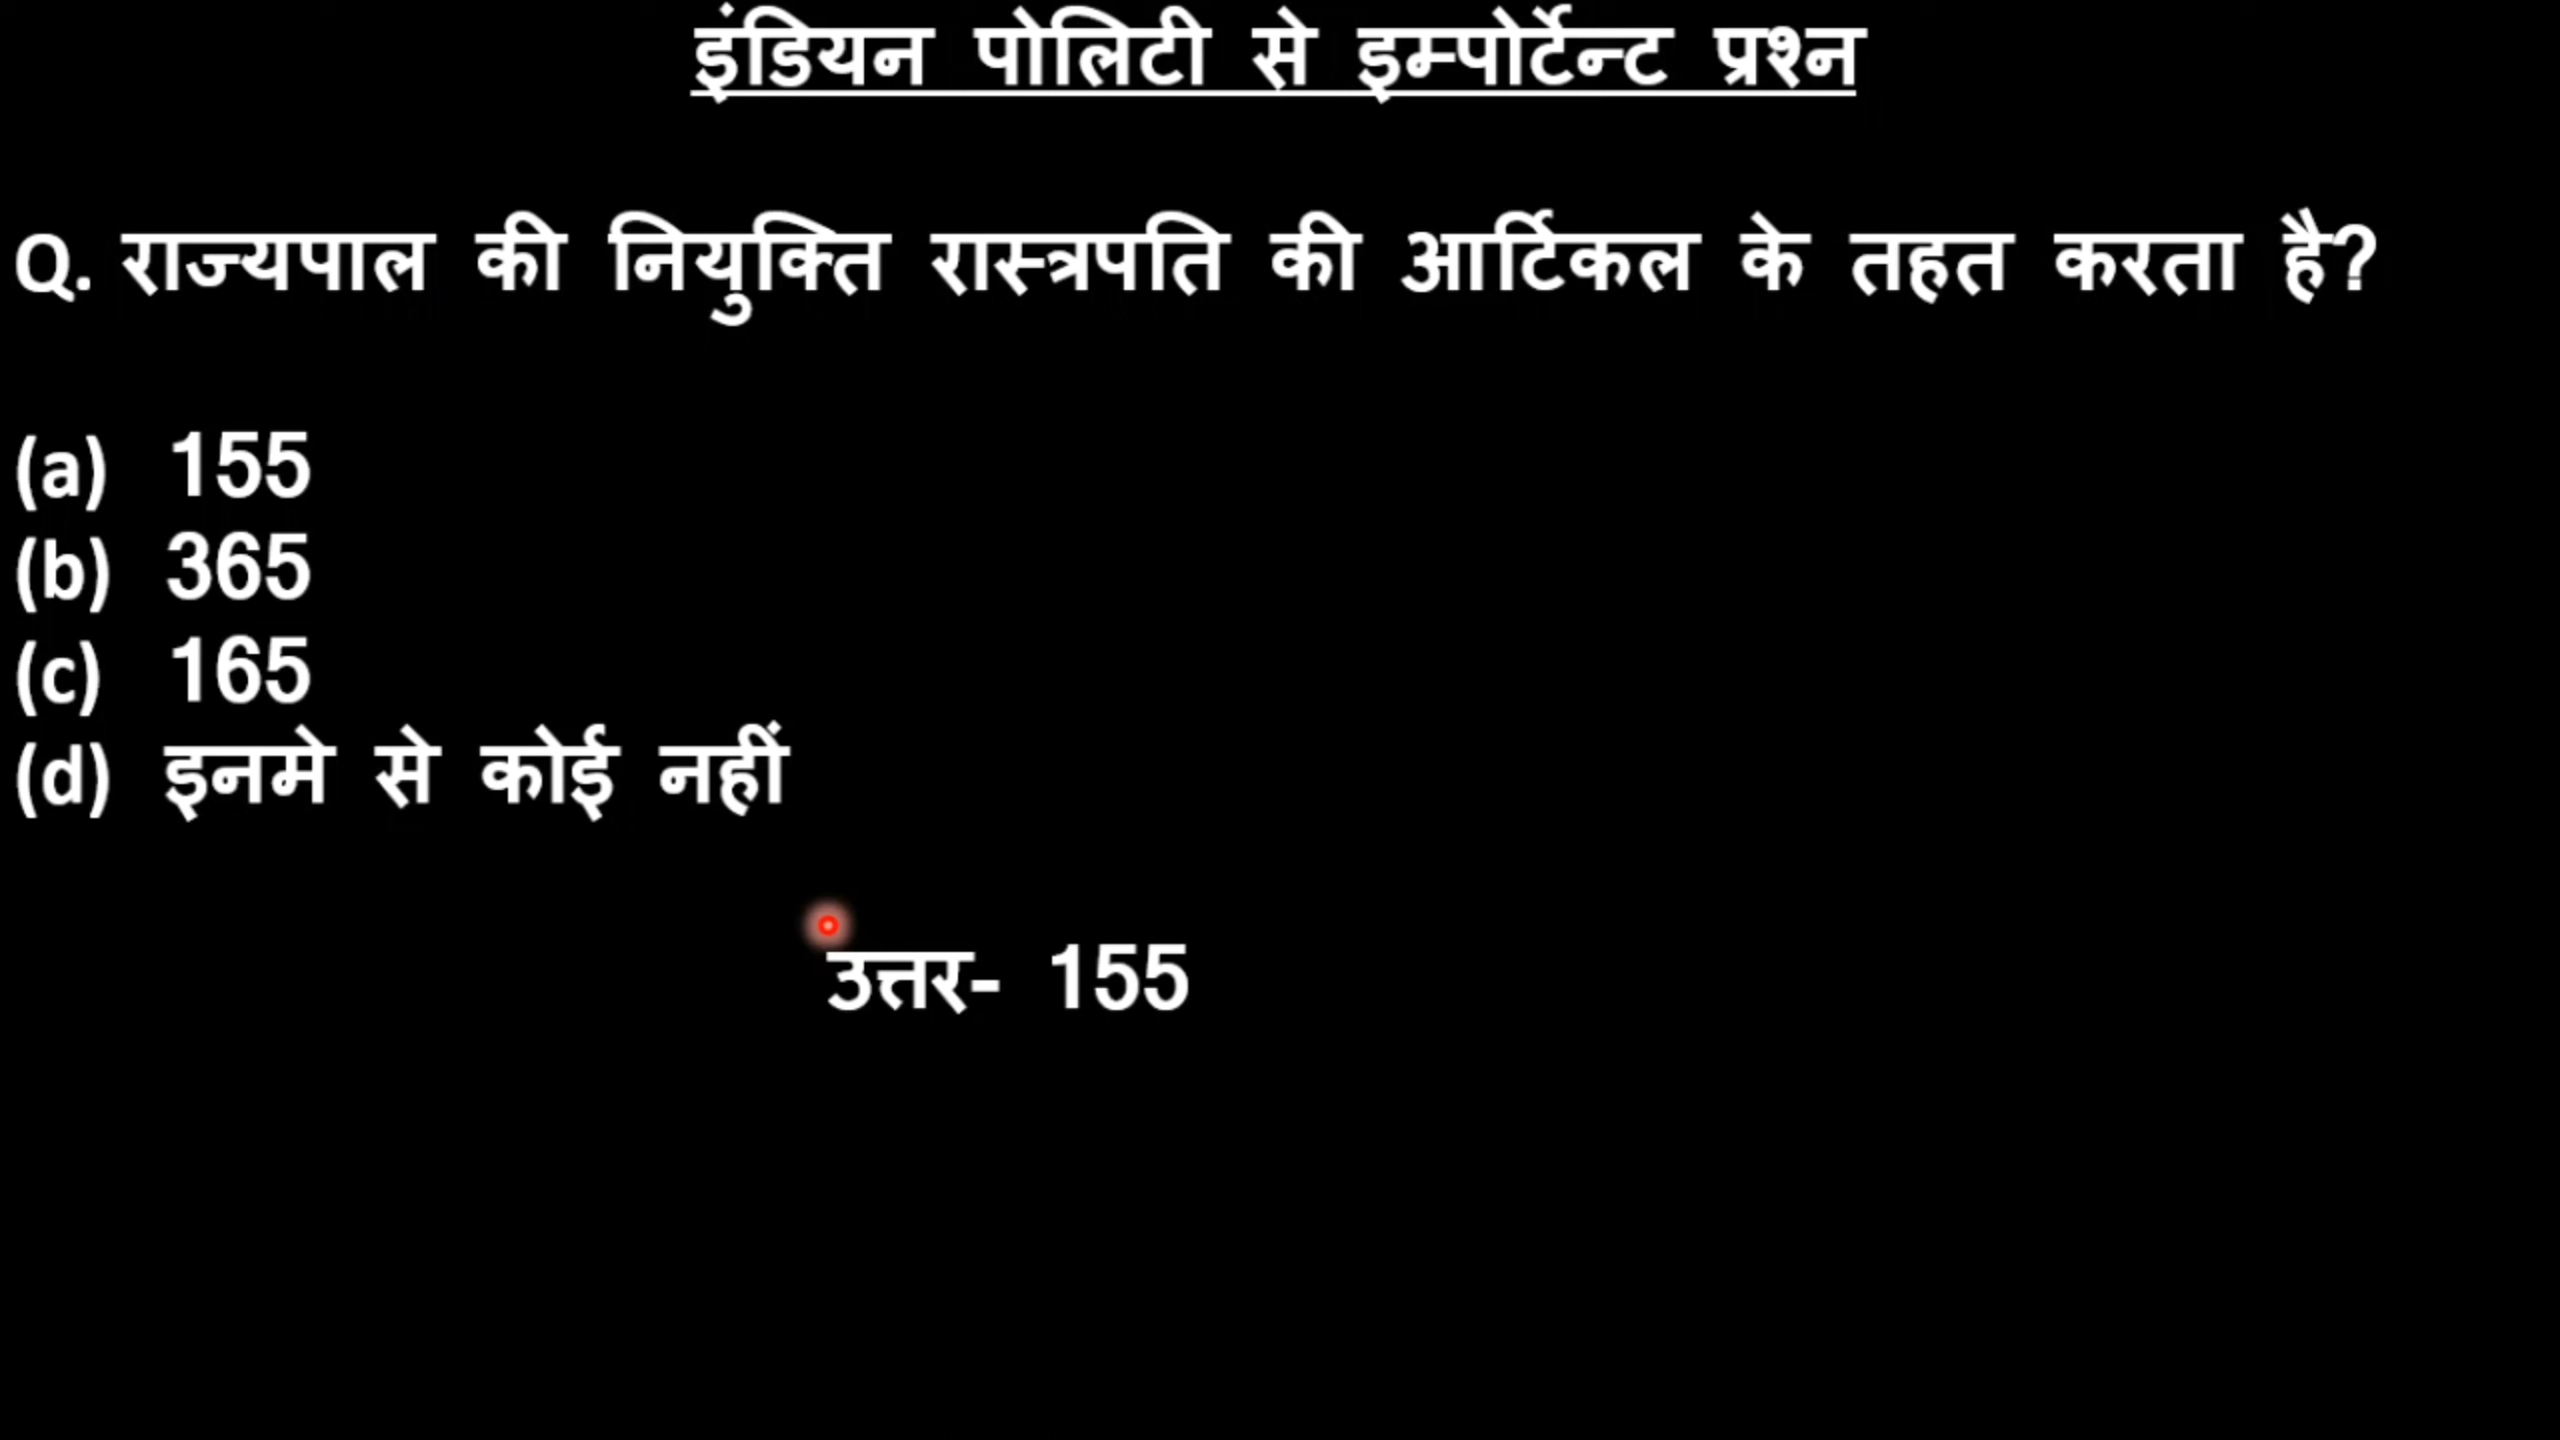 इंडियन पोलिटी से इम्पोर्टेन्ट प्रश्न
Q. राज्यपाल की नियुक्ति रास्त्रपति की आर्टिकल के तहत करता है?
(a) 155
(b) 365
(c) 165
(d) इनमे से कोई नहीं
उत्तर- 155